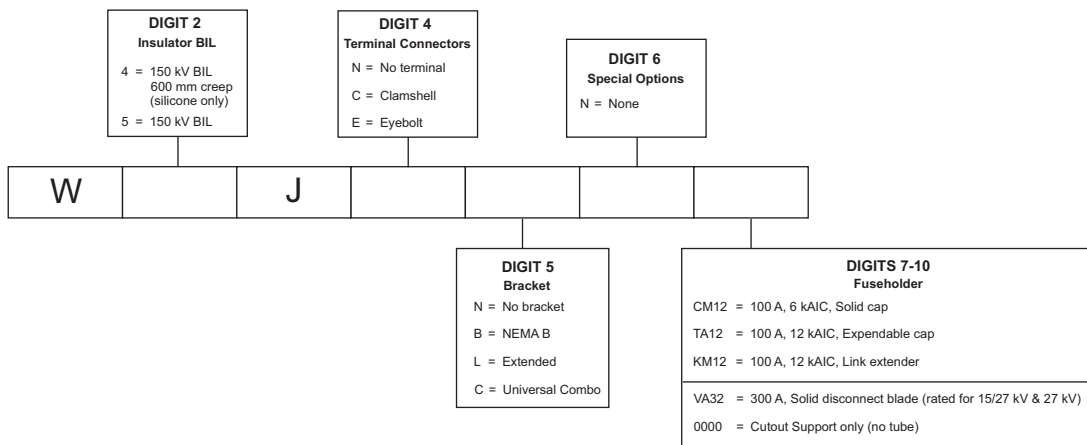 DIGIT 2
Insulator BIL
4 = 150 kV BIL
600 mm creep
(silicone only)
5 = 150 kV BIL
DIGIT 4
Terminal Connectors
N = No terminal
C = Clamshell
E = Eyebolt
DIGIT 6
Special Options
N = None
W
J
DIGIT 5
Bracket
N = No bracket
B = NEMA B
L = Extended
C = Universal Combo
DIGITS 7-10
Fuseholder
CM12 = 100 A, 6 kAIC, Solid cap
TA12 = 100 A, 12 kAIC, Expendable cap
KM12 = 100 A, 12 kAIC, Link extender
VA32 = 300 A, Solid disconnect blade (rated for 15/27 kV & 27 kV)
0000 = Cutout Support only (no tube)